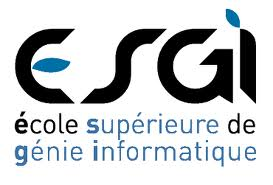 ESGI
école supérieure de
génie informatique